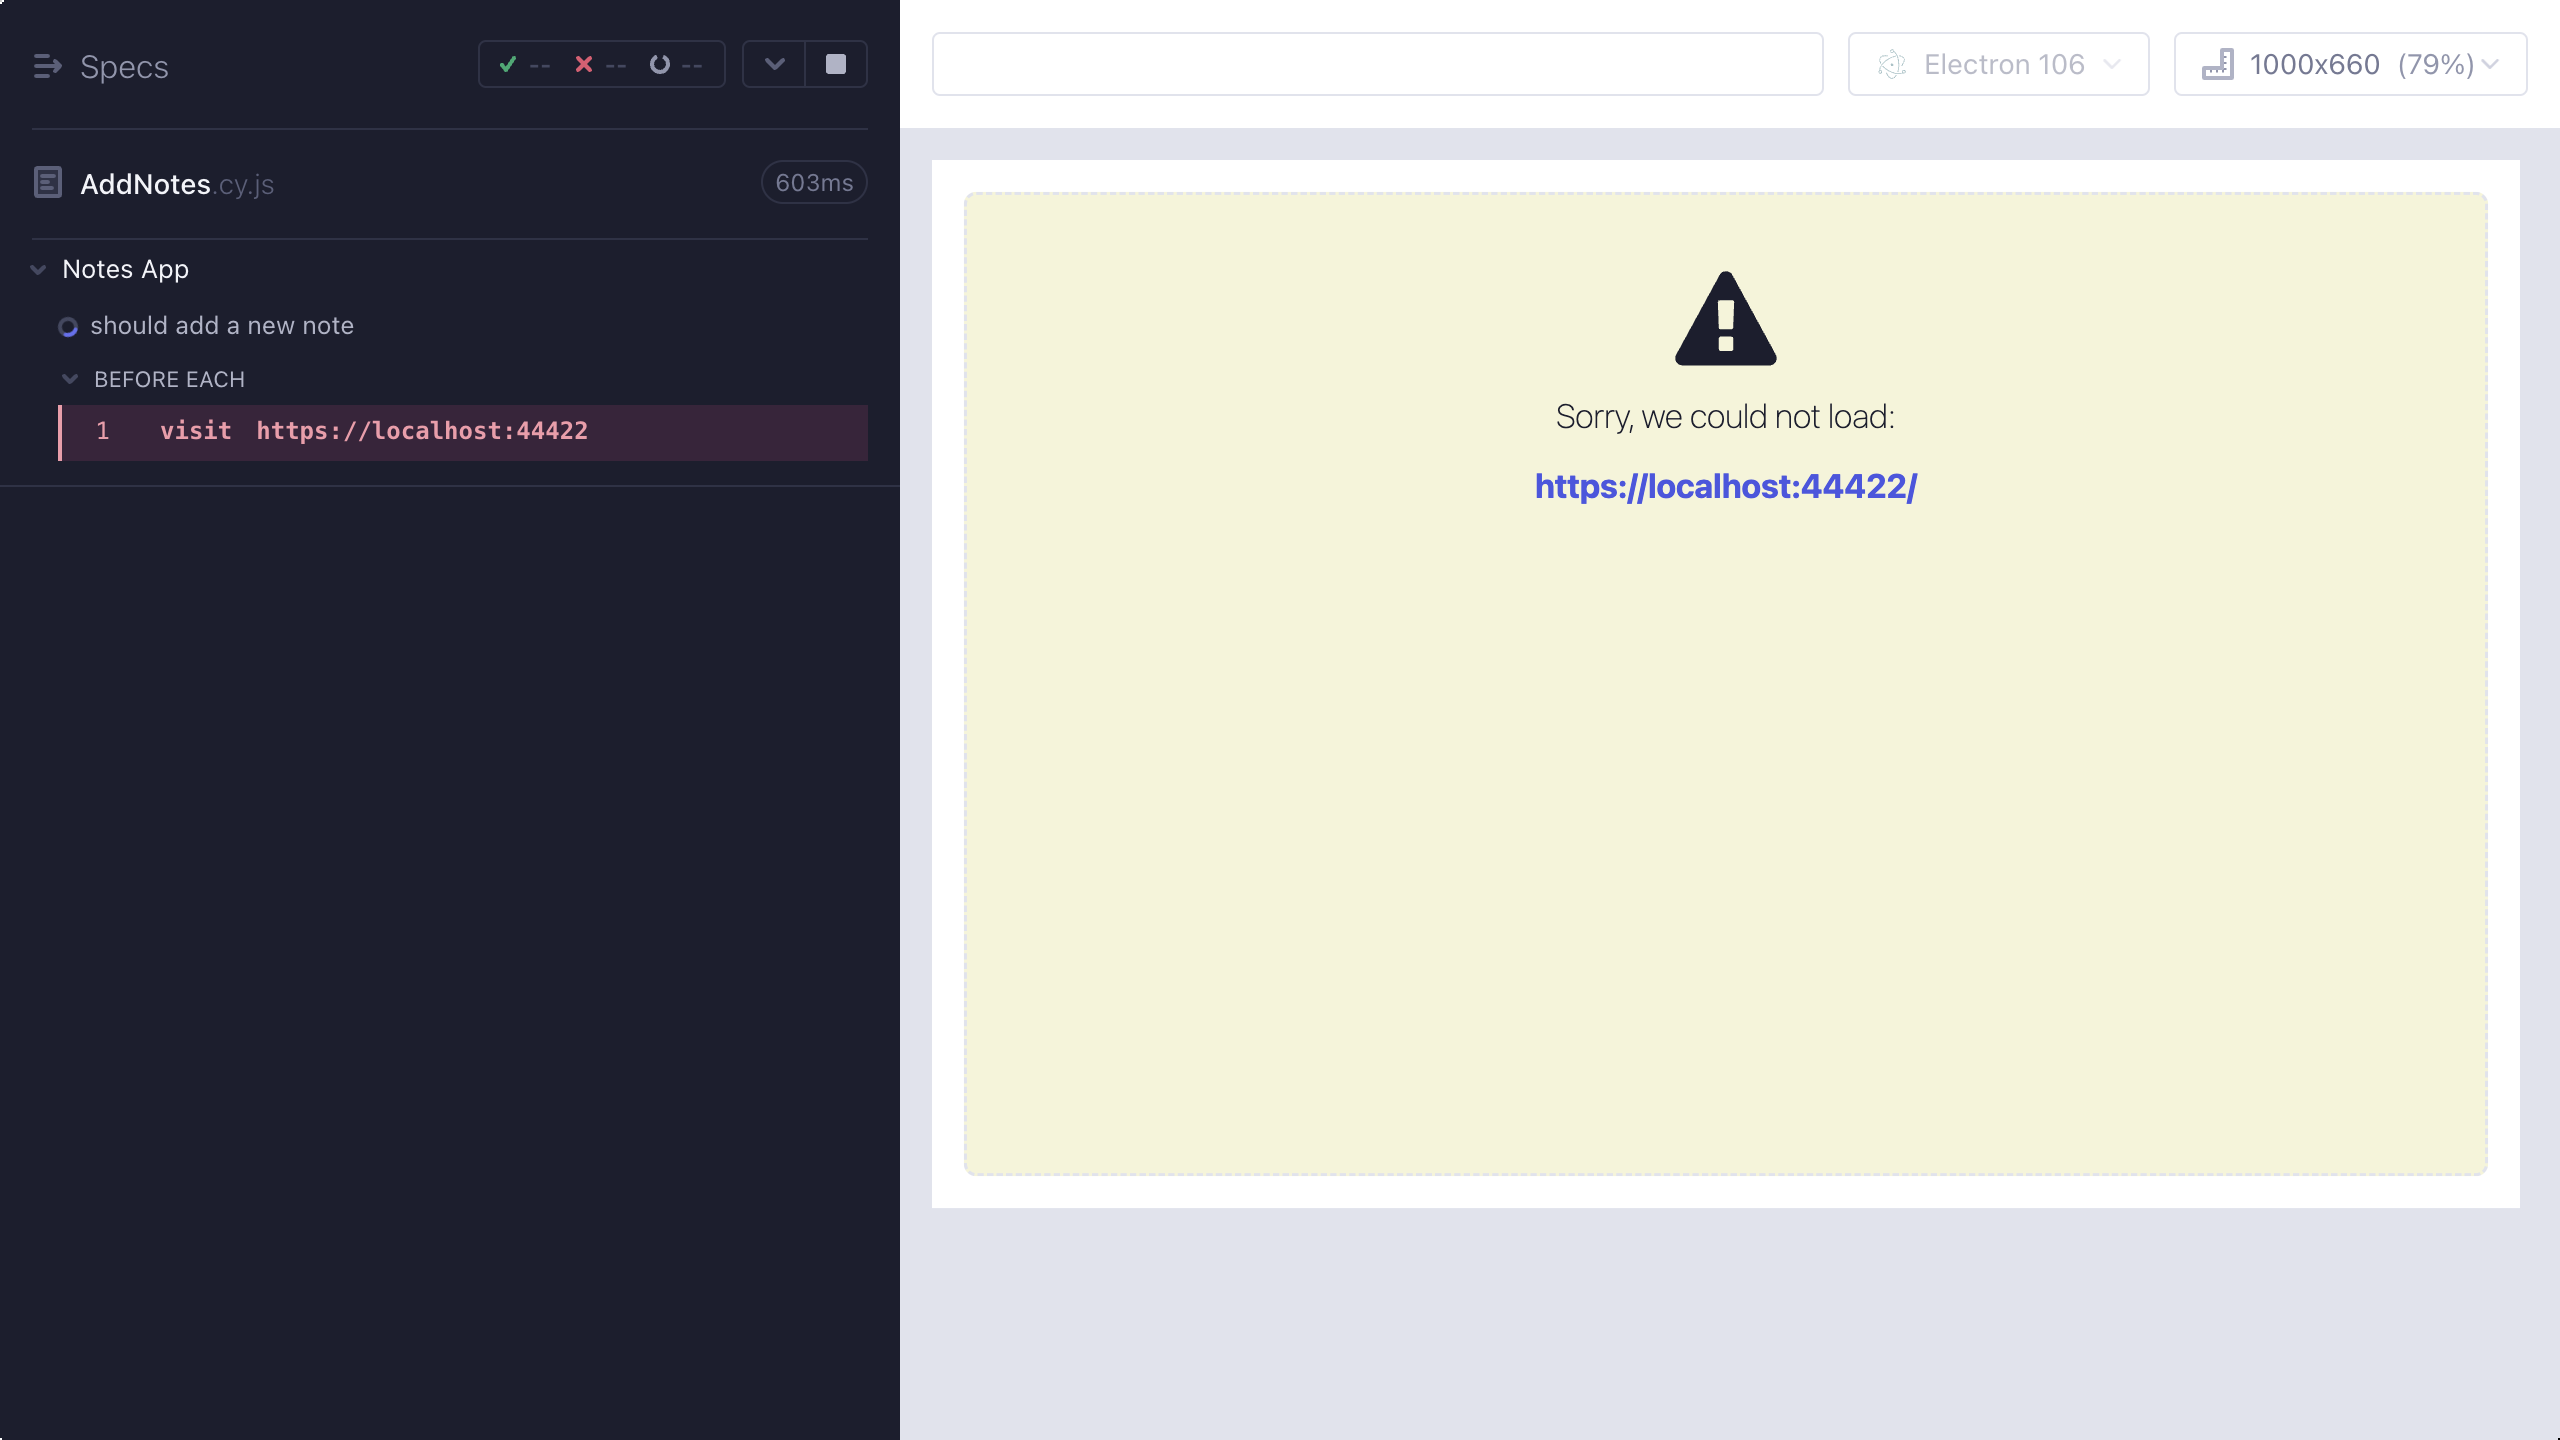 Specs
-- -- --
AddNotes.cy.js
603ms
Notes App
should add a new note
BEFORE EACH
1 visit https://localhost:44422
Electron 106
1000x660 (79%)
Sorry, we could not load:
https://localhost:44422/